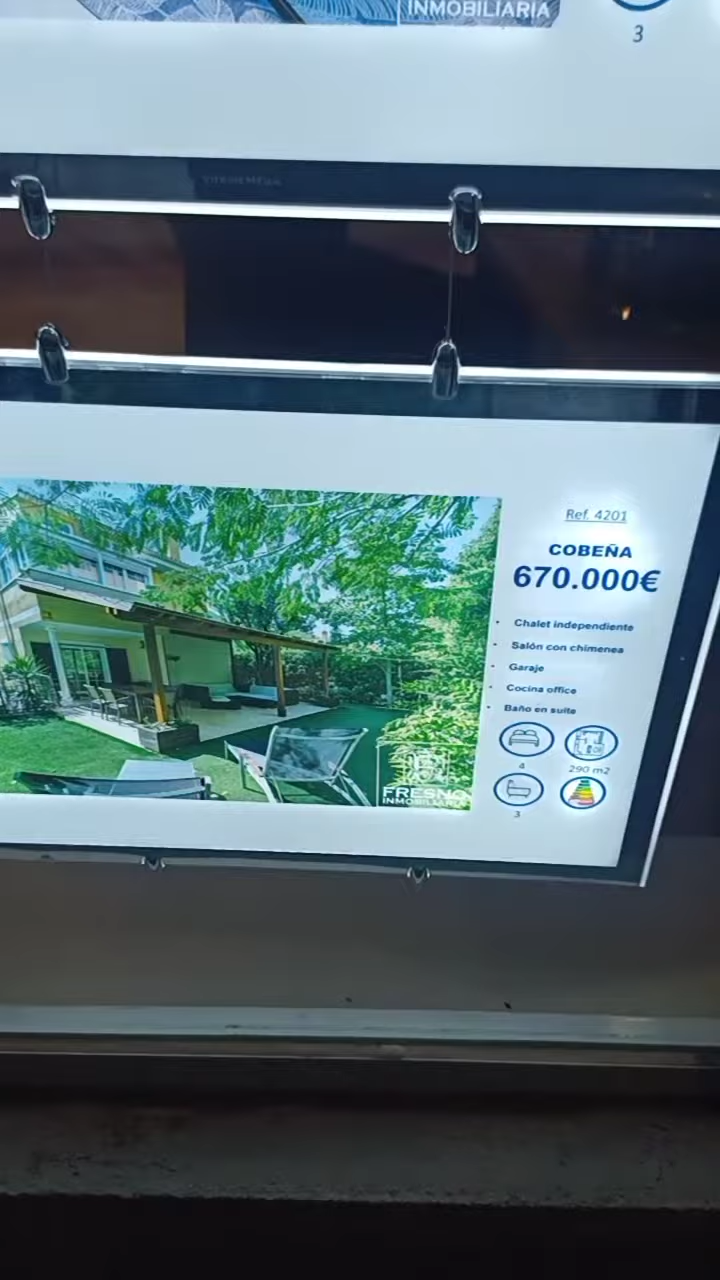 INMOBILIARIA
3
Ref. 4201
COBEÑA
670.000€
• Chalet independiente
• Salón con chimenea
• Garaje
• Cocina office
• Baño en suite
4
290 m2
3
FRESNO
INMOBILIARIA